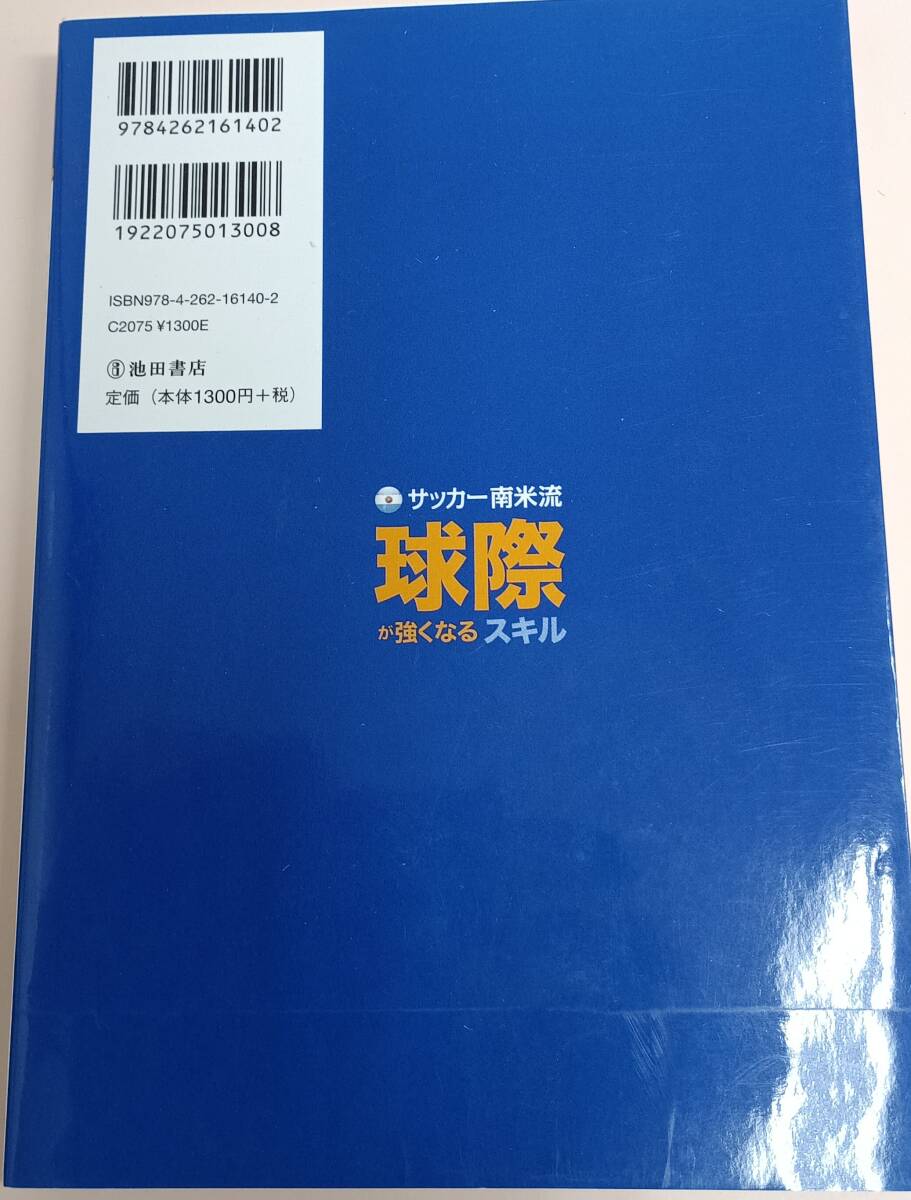 9784262161402
1922075013008
ISBN978-4-262-16140-2
C2075 ¥1300E
池田書店
定価（本体1300円＋税）
サッカー南米流
球際
が強くなるスキル